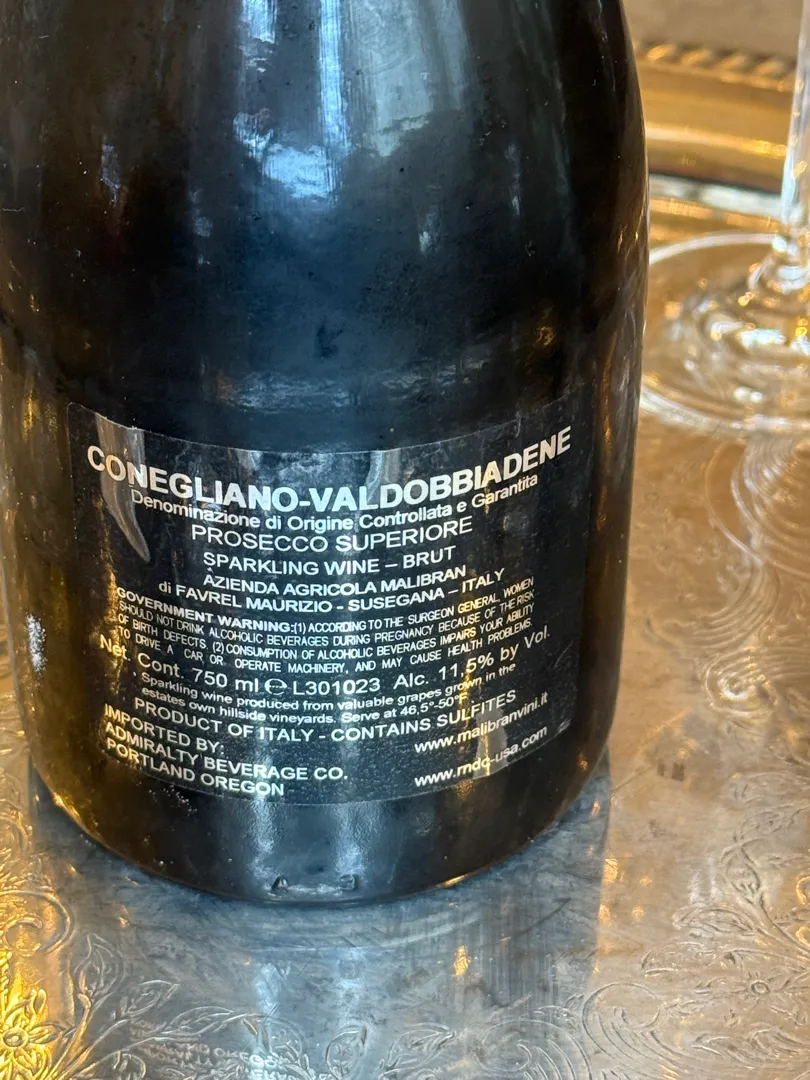 CONEGLIANO-VALDOBBIADENE
Denominazione di Origine Controllata e Garantita
PROSECCO SUPERIORE
SPARKLING WINE – BRUT
AZIENDA AGRICOLA MALIBRAN
di FAVREL MAURIZIO - SUSEGANA – ITALY
GOVERNMENT WARNING:(1) ACCORDING TO THE SURGEON GENERAL, WOMEN
SHOULD NOT DRINK ALCOHOLIC BEVERAGES DURING PREGNANCY BECAUSE OF THE RISK
OF BIRTH DEFECTS. (2) CONSUMPTION OF ALCOHOLIC BEVERAGES IMPAIRS YOUR ABILITY
TO DRIVE A CAR OR OPERATE MACHINERY, AND MAY CAUSE HEALTH PROBLEMS.
Net. Cont. 750 ml ℮ L301023 Alc. 11,5% by Vol.
Sparkling wine produced from valuable grapes grown in the
estates own hillside vineyards. Serve at 46,5°-50°F
PRODUCT OF ITALY - CONTAINS SULFITES
IMPORTED BY:
ADMIRALTY BEVERAGE CO.
PORTLAND OREGON
www.malibranvini.it
www.mdc-usa.com